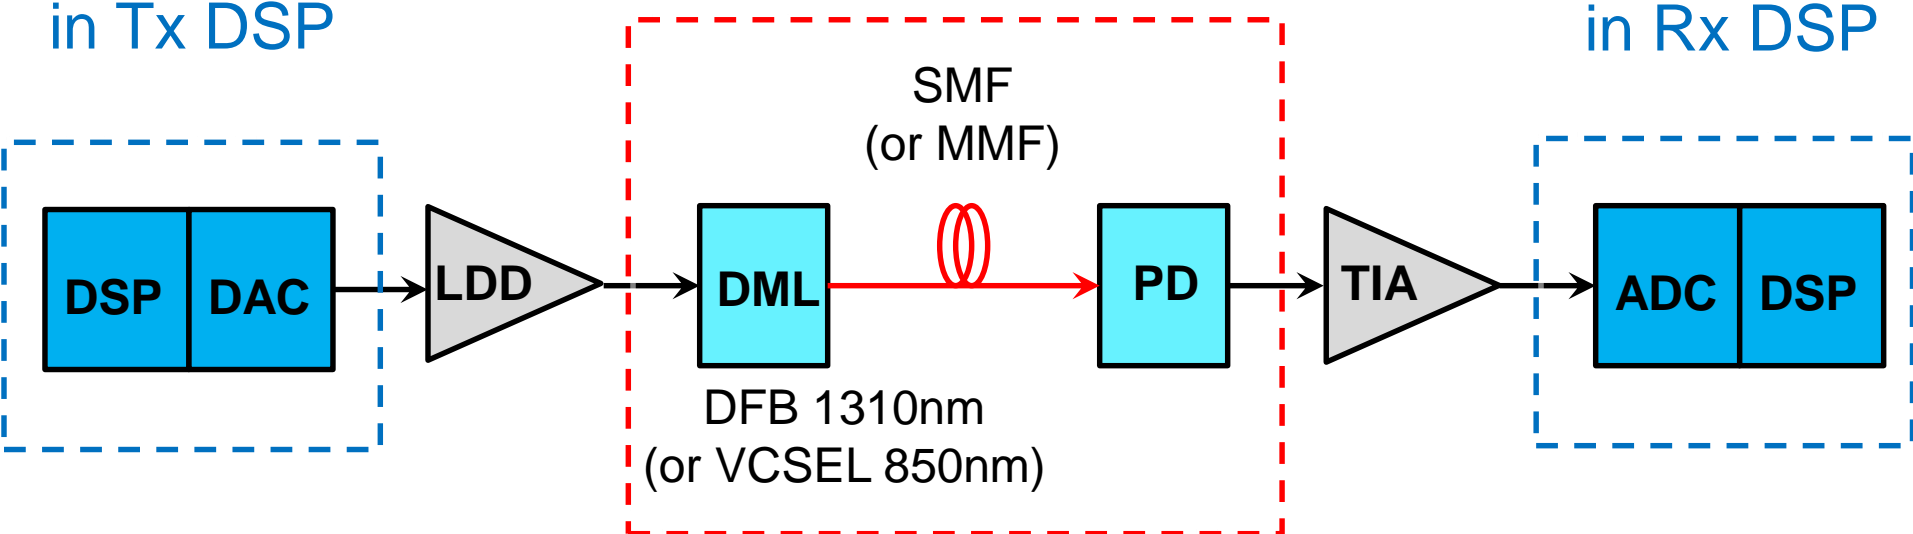 in Tx DSP
in Rx DSP
SMF
(or MMF)
DSP
DAC
LDD
DML
PD
TIA
ADC
DSP
DFB 1310nm
(or VCSEL 850nm)